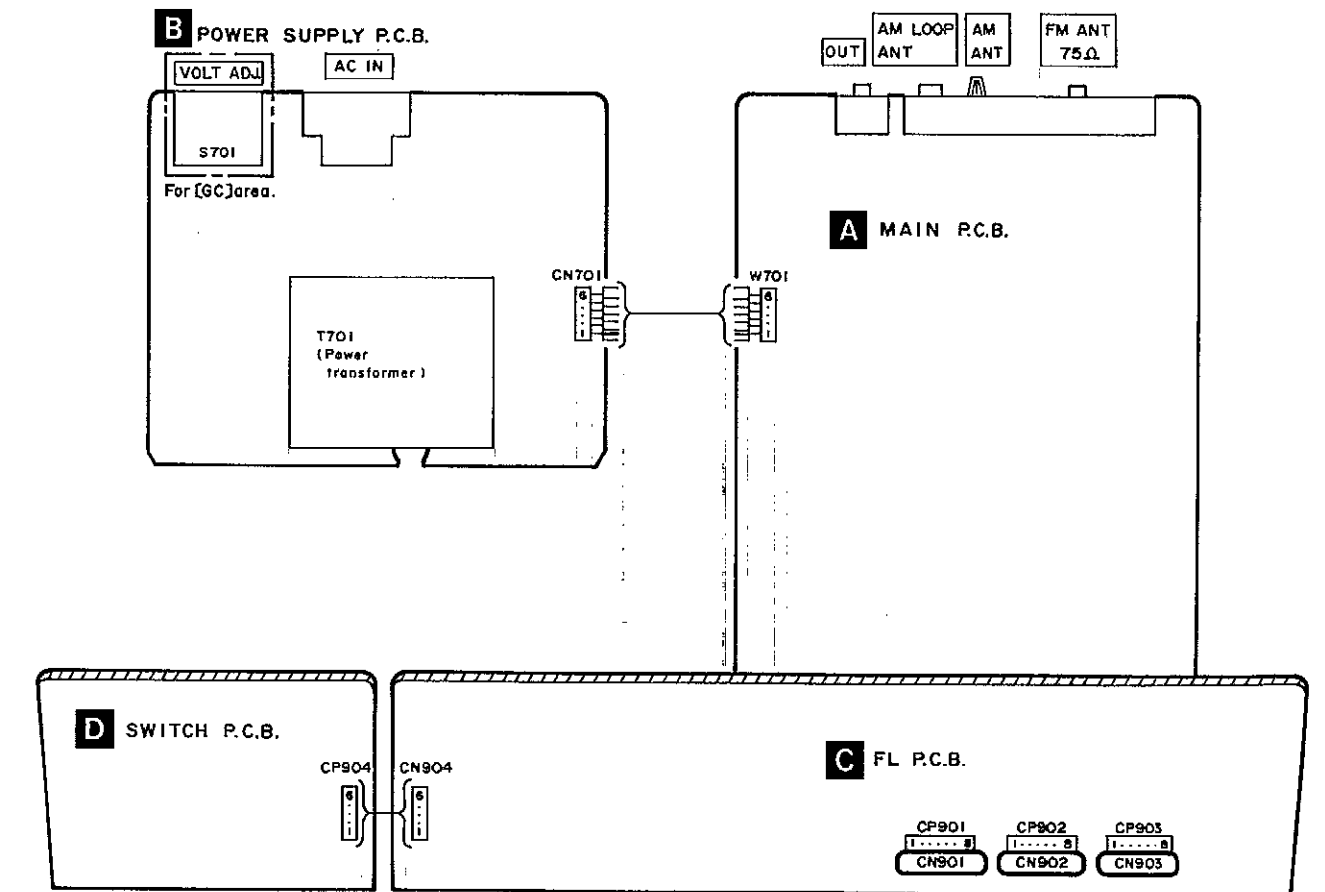 B POWER SUPPLY P.C.B.
VOLT ADJ.
AC IN
S701
For [GC] area.
CN701
6
1
T701
(Power
transformer)
OUT
AM LOOP
ANT
AM
ANT
FM ANT
75Ω
A MAIN P.C.B.
W701
6
1
D SWITCH P.C.B.
CP904
6
1
CN904
6
1
C FL P.C.B.
CP901
1 ..... 8
CN901
CP902
1 ..... 8
CN902
CP903
1 ..... 8
CN903